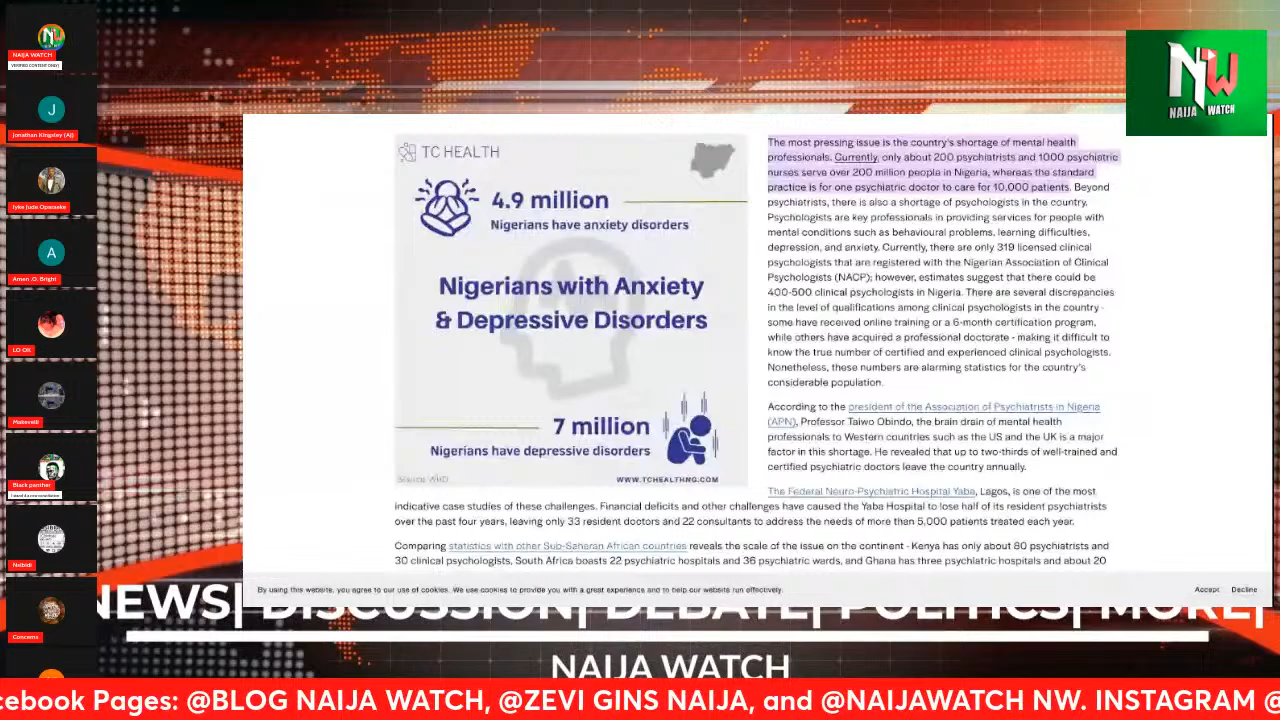 NAIJA WATCH
VERIFIED CONTENT ONLY!
J
Jonathan Kingsley (AJ)
Iyke Jude Oparaeke
A
Amen .O. Bright
LO OK
Makevelli
Black panther
Nsibidi
Concerns
NW
NAIJA WATCH
TC HEALTH
4.9 million
Nigerians have anxiety disorders
Nigerians with Anxiety
& Depressive Disorders
7 million
Nigerians have depressive disorders
Source: WHO
WWW.TCHEALTHNG.COM
The most pressing issue is the country's shortage of mental health
professionals. Currently, only about 200 psychiatrists and 1000 psychiatric
nurses serve over 200 million people in Nigeria, whereas the standard
practice is for one psychiatric doctor to care for 10,000 patients. Beyond
psychiatrists, there is also a shortage of psychologists in the country.
Psychologists are key professionals in providing services for people with
mental conditions such as behavioural problems, learning difficulties,
depression, and anxiety. Currently, there are only 319 licensed clinical
psychologists that are registered with the Nigerian Association of Clinical
Psychologists (NACP); however, estimates suggest that there could be
400-500 clinical psychologists in Nigeria. There are several discrepancies
in the level of qualifications among clinical psychologists in the country -
some have received online training or a 6-month certification program,
while others have acquired a professional doctorate - making it difficult to
know the true number of certified and experienced clinical psychologists.
Nonetheless, these numbers are alarming statistics for the country's
considerable population.
According to the president of the Association of Psychiatrists in Nigeria
(APN), Professor Taiwo Obindo, the brain drain of mental health
professionals to Western countries such as the US and the UK is a major
factor in this shortage. He revealed that up to two-thirds of well-trained and
certified psychiatric doctors leave the country annually.
The Federal Neuro-Psychiatric Hospital Yaba, Lagos, is one of the most
indicative case studies of these challenges. Financial deficits and other challenges have caused the Yaba Hospital to lose half of its resident psychiatrists
over the past four years, leaving only 33 resident doctors and 22 consultants to address the needs of more than 5,000 patients treated each year.
Comparing statistics with other Sub-Saharan African countries reveals the scale of the issue on the continent - Kenya has only about 80 psychiatrists and
30 clinical psychologists, South Africa boasts 22 psychiatric hospitals and 36 psychiatric wards, and Ghana has three psychiatric hospitals and about 20
By using this website, you agree to our use of cookies. We use cookies to provide you with a great experience and to help our website run effectively.
Accept Decline
NEWS| DISCUSSION| DEBATE| POLITICS| MORE|
NAIJA WATCH
cebook Pages: @BLOG NAIJA WATCH, @ZEVI GINS NAIJA, and @NAIJAWATCH NW. INSTAGRAM @